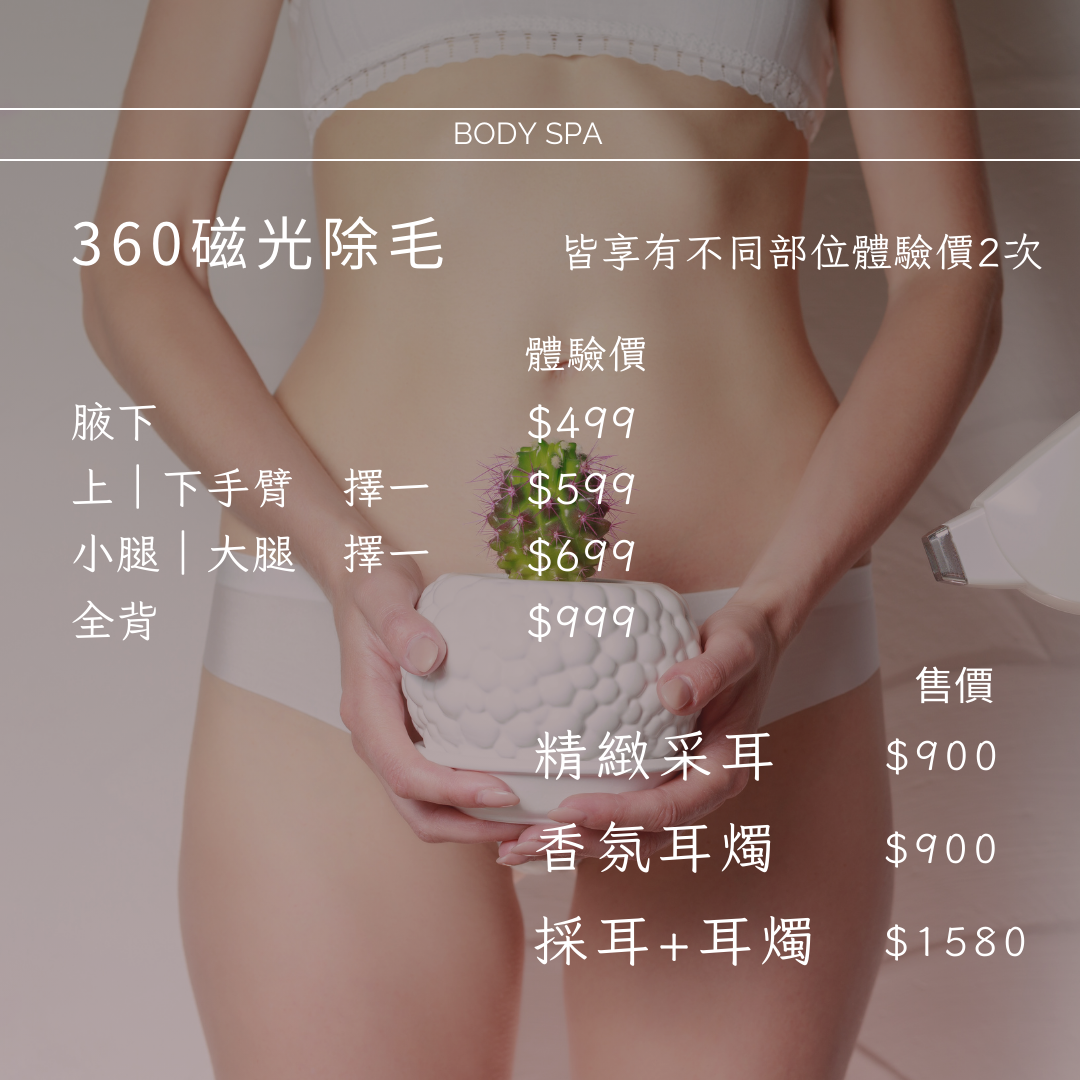 BODY SPA
360磁光除毛 皆享有不同部位體驗價2次
體驗價
腋下 $499
上｜下手臂 擇一 $599
小腿｜大腿 擇一 $699
全背 $999
售價
精緻采耳 $900
香氛耳燭 $900
採耳+耳燭 $1580